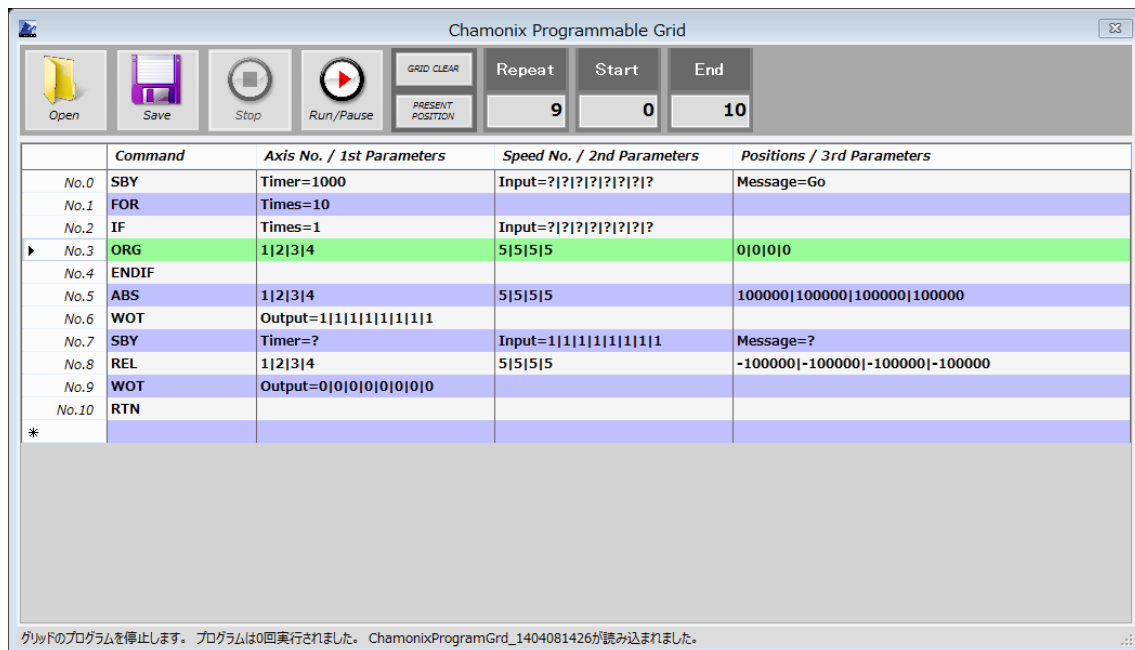 Chamonix Programmable Grid
Open
Save
Stop
Run/Pause
GRID CLEAR
PRESENT
POSITION
Repeat Start End
9 0 10
Command Axis No. / 1st Parameters Speed No. / 2nd Parameters Positions / 3rd Parameters
No.0 SBY Timer=1000 Input=?|?|?|?|?|?|?|? Message=Go
No.1 FOR Times=10
No.2 IF Times=1 Input=?|?|?|?|?|?|?|?
No.3 ORG 1|2|3|4 5|5|5|5 0|0|0|0
No.4 ENDIF
No.5 ABS 1|2|3|4 5|5|5|5 100000|100000|100000|100000
No.6 WOT Output=1|1|1|1|1|1|1|1
No.7 SBY Timer=? Input=1|1|1|1|1|1|1|1 Message=?
No.8 REL 1|2|3|4 5|5|5|5 -100000|-100000|-100000|-100000
No.9 WOT Output=0|0|0|0|0|0|0|0
No.10 RTN
グリッドのプログラムを停止します。 プログラムは0回実行されました。 ChamonixProgramGrd_1404081426が読み込まれました。